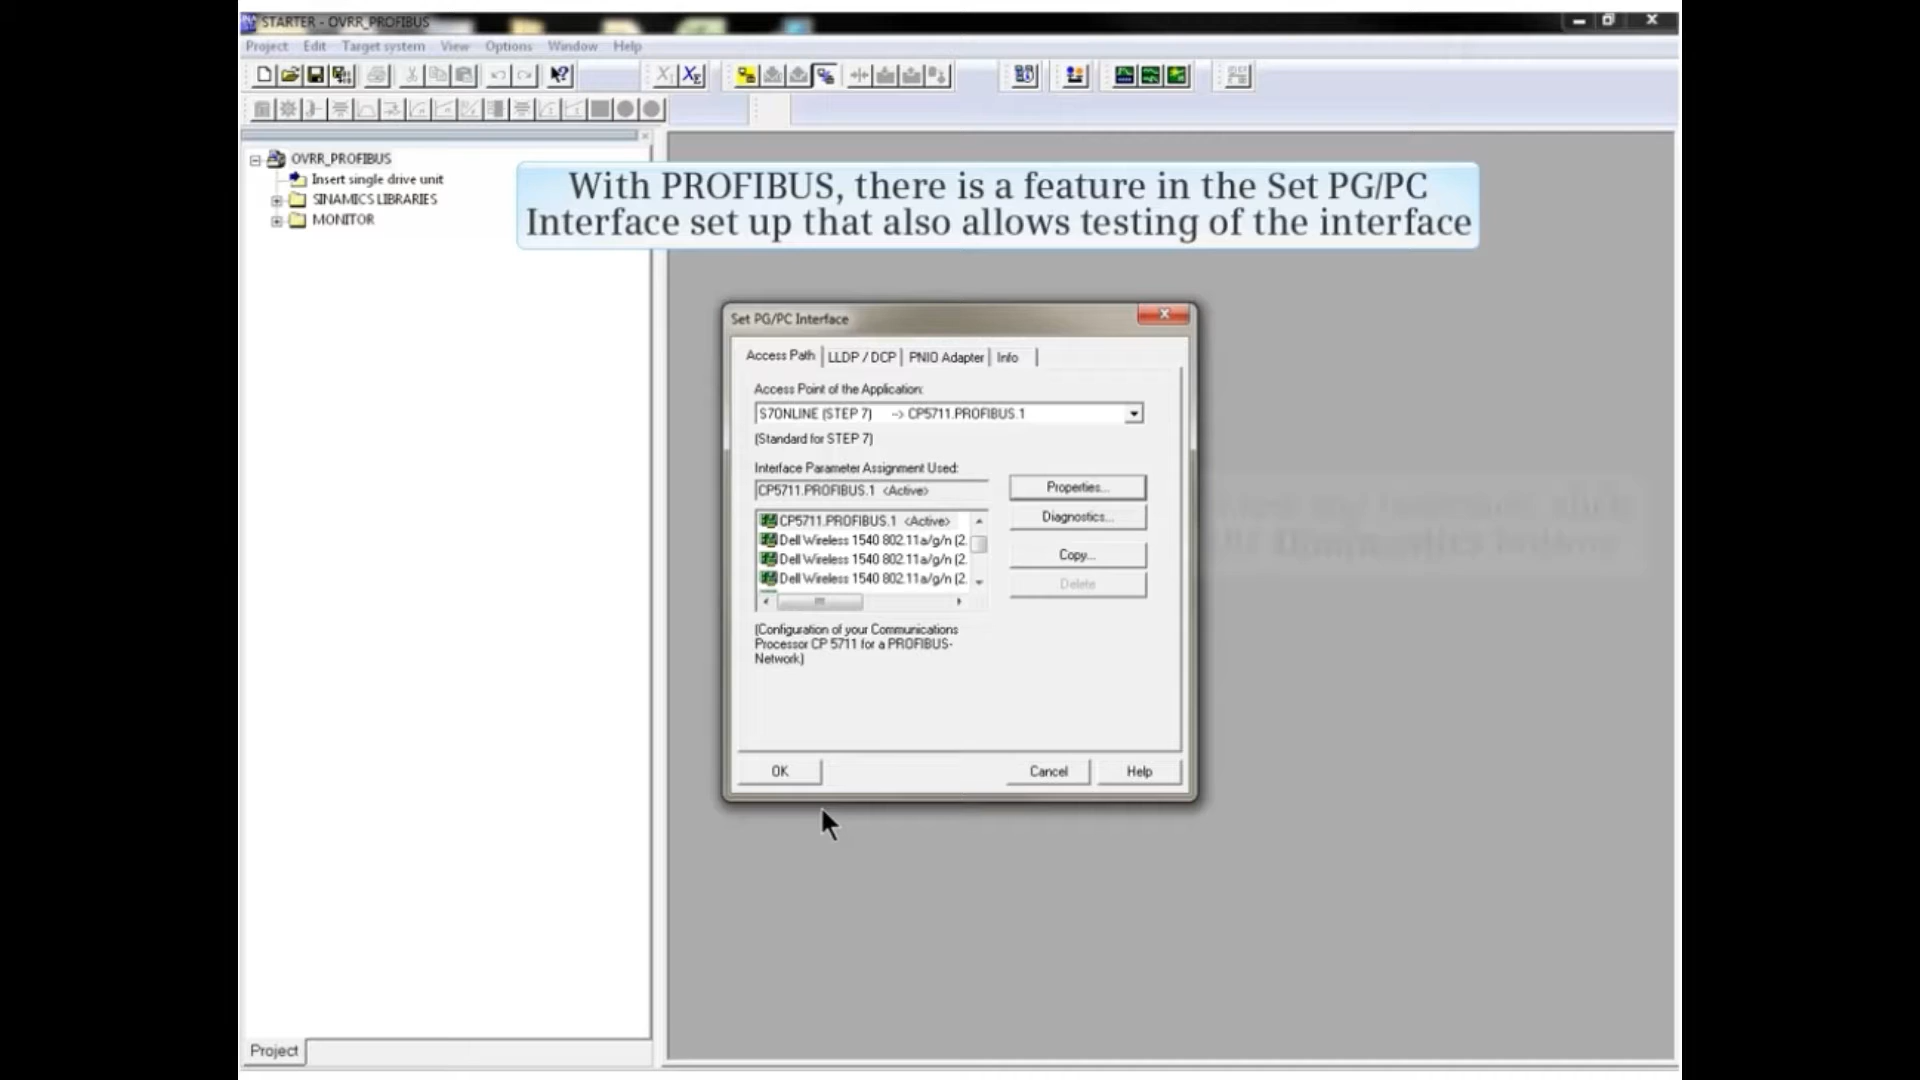 STARTER - OVRR_PROFIBUS
Project Edit Target system View Options Window Help
OVRR_PROFIBUS
Insert single drive unit
SINAMICS LIBRARIES
MONITOR
With PROFIBUS, there is a feature in the Set PG/PC
Interface set up that also allows testing of the interface
Set PG/PC Interface
Access Path LLDP / DCP PNIO Adapter Info
Access Point of the Application:
S7ONLINE (STEP 7) --> CP5711.PROFIBUS.1
(Standard for STEP 7)
Interface Parameter Assignment Used:
CP5711.PROFIBUS.1 <Active>
Properties...
CP5711.PROFIBUS.1 <Active>
Diagnostics...
Dell Wireless 1540 802.11a/g/n (2.
Dell Wireless 1540 802.11a/g/n (2.
Copy...
Dell Wireless 1540 802.11a/g/n (2.
Delete
(Configuration of your Communications
Processor CP 5711 for a PROFIBUS-
Network)
OK Cancel Help
Project